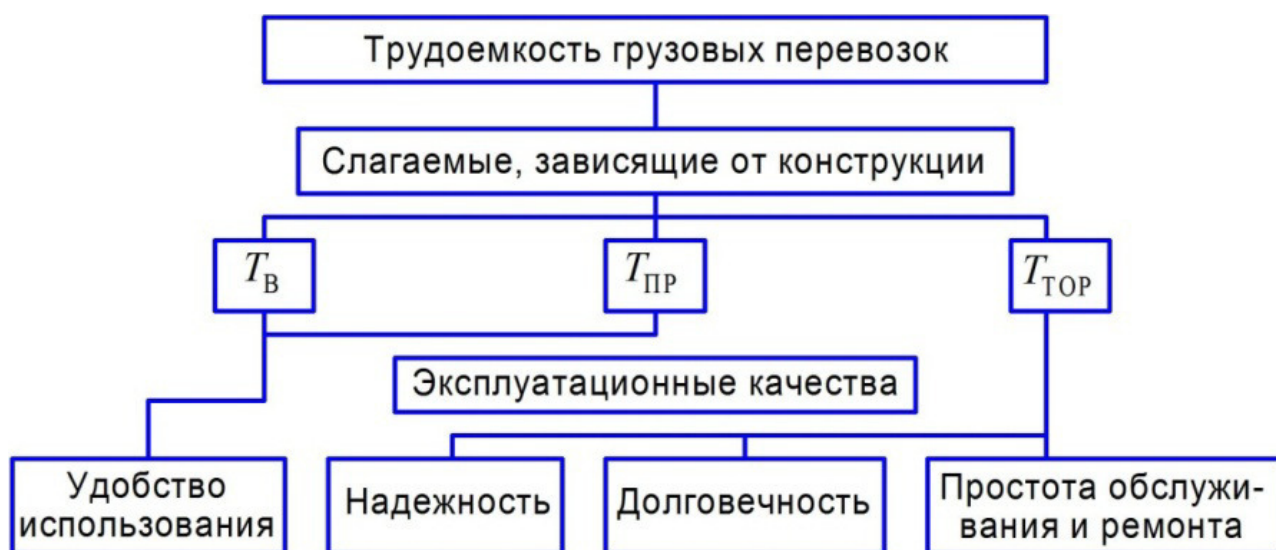 Трудоемкость грузовых перевозок
Слагаемые, зависящие от конструкции
TВ
TПР
TТОР
Эксплуатационные качества
Удобство
использования
Надежность
Долговечность
Простота обслужи-
вания и ремонта